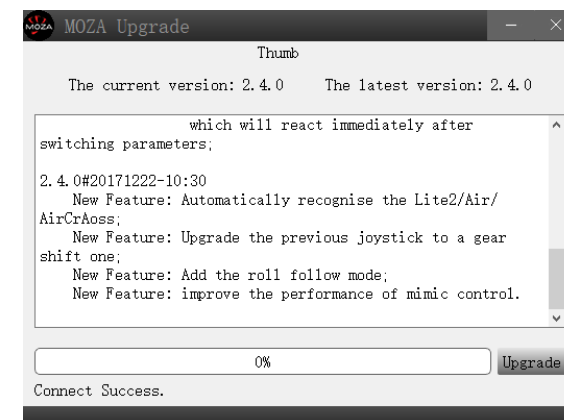 MOZA MOZA Upgrade
Thumb
The current version: 2.4.0 The latest version: 2.4.0
which will react immediately after
switching parameters;
2.4.0#20171222-10:30
New Feature: Automatically recognise the Lite2/Air/
AirCrAoss;
New Feature: Upgrade the previous joystick to a gear
shift one;
New Feature: Add the roll follow mode;
New Feature: improve the performance of mimic control.
0% Upgrade
Connect Success.